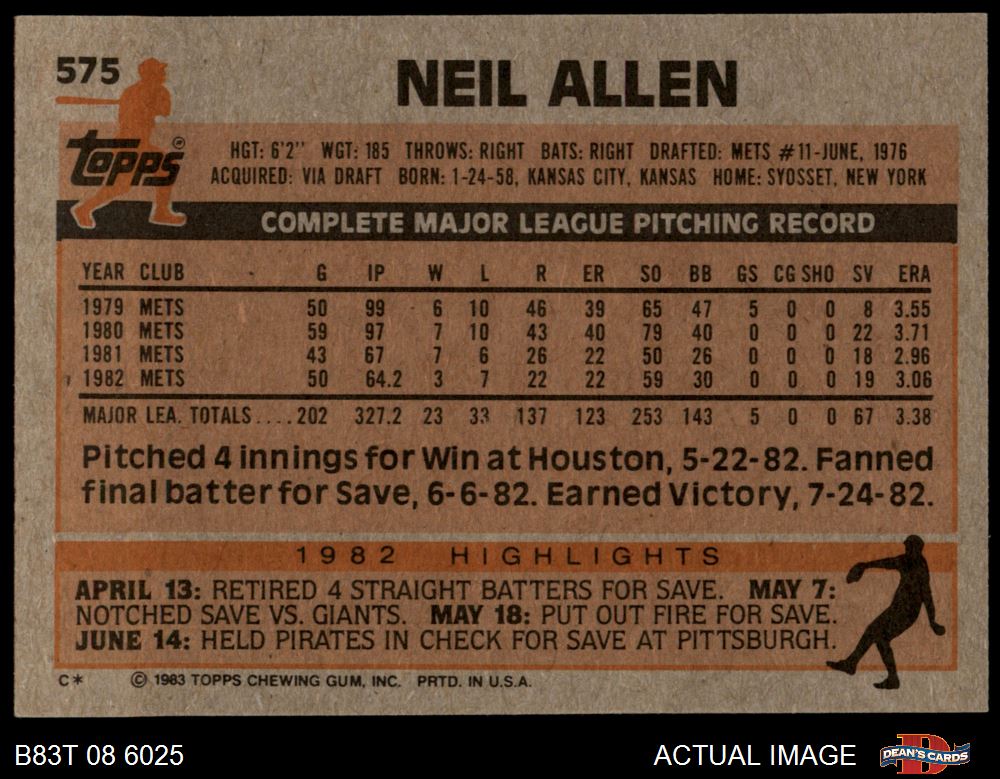 575
NEIL ALLEN
TOPPS®
HGT: 6'2" WGT: 185 THROWS: RIGHT BATS: RIGHT DRAFTED: METS #11-JUNE, 1976
ACQUIRED: VIA DRAFT BORN: 1-24-58, KANSAS CITY, KANSAS HOME: SYOSSET, NEW YORK
COMPLETE MAJOR LEAGUE PITCHING RECORD
YEAR CLUB G IP W L R ER SO BB GS CG SHO SV ERA
1979 METS 50 99 6 10 46 39 65 47 5 0 0 8 3.55
1980 METS 59 97 7 10 43 40 79 40 0 0 0 22 3.71
1981 METS 43 67 7 6 26 22 50 26 0 0 0 18 2.96
1982 METS 50 64.2 3 7 22 22 59 30 0 0 0 19 3.06
MAJOR LEA. TOTALS....202 327.2 23 33 137 123 253 143 5 0 0 67 3.38
Pitched 4 innings for Win at Houston, 5-22-82. Fanned
final batter for Save, 6-6-82. Earned Victory, 7-24-82.
1982 HIGHLIGHTS
APRIL 13: RETIRED 4 STRAIGHT BATTERS FOR SAVE. MAY 7:
NOTCHED SAVE VS. GIANTS. MAY 18: PUT OUT FIRE FOR SAVE.
JUNE 14: HELD PIRATES IN CHECK FOR SAVE AT PITTSBURGH.
C* © 1983 TOPPS CHEWING GUM, INC. PRTD. IN U.S.A.
B83T 08 6025 ACTUAL IMAGE DEAN'S CARDS